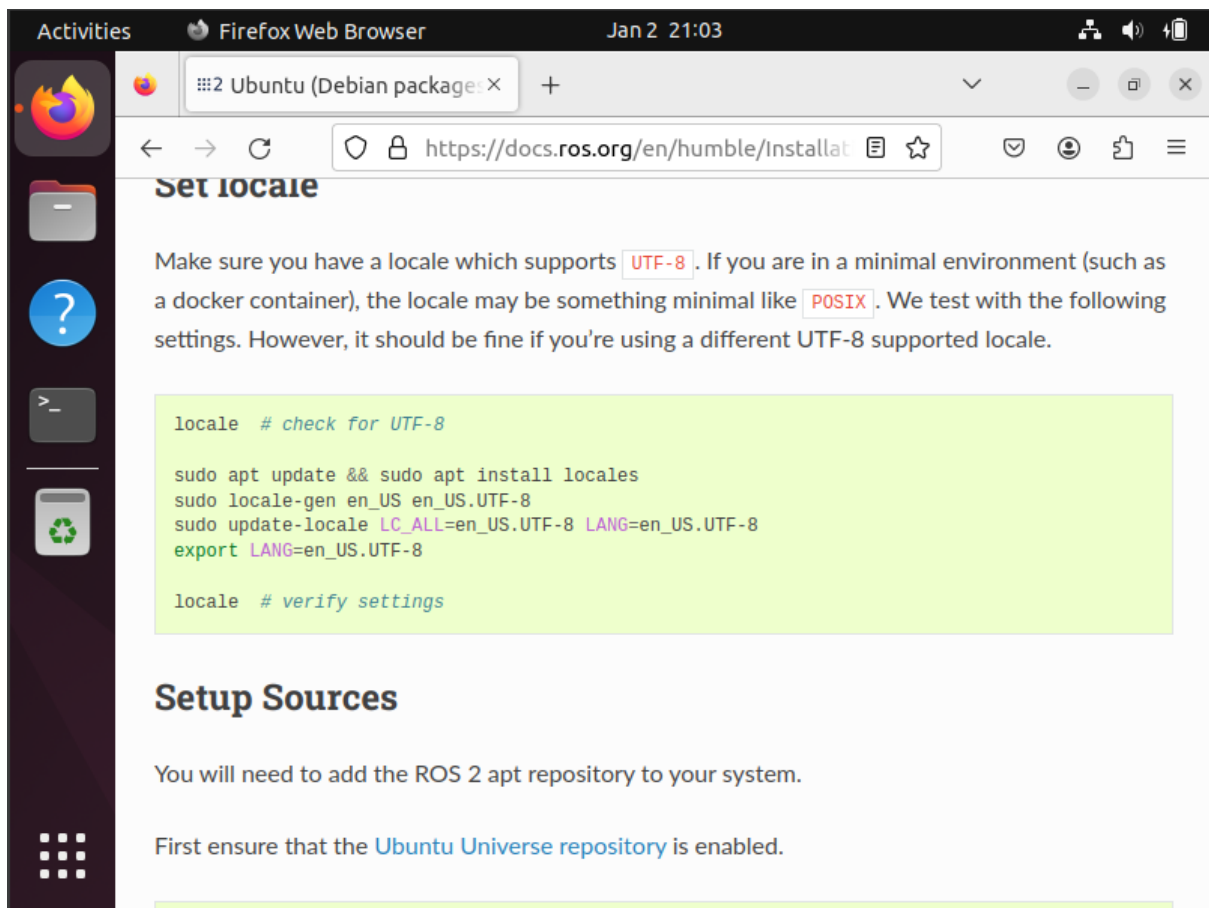 Activities Firefox Web Browser Jan 2 21:03
2 Ubuntu (Debian packages
https://docs.ros.org/en/humble/Installat
Set locale
Make sure you have a locale which supports UTF-8. If you are in a minimal environment (such as
a docker container), the locale may be something minimal like POSIX. We test with the following
settings. However, it should be fine if you’re using a different UTF-8 supported locale.
locale # check for UTF-8
sudo apt update && sudo apt install locales
sudo locale-gen en_US en_US.UTF-8
sudo update-locale LC_ALL=en_US.UTF-8 LANG=en_US.UTF-8
export LANG=en_US.UTF-8
locale # verify settings
Setup Sources
You will need to add the ROS 2 apt repository to your system.
First ensure that the Ubuntu Universe repository is enabled.